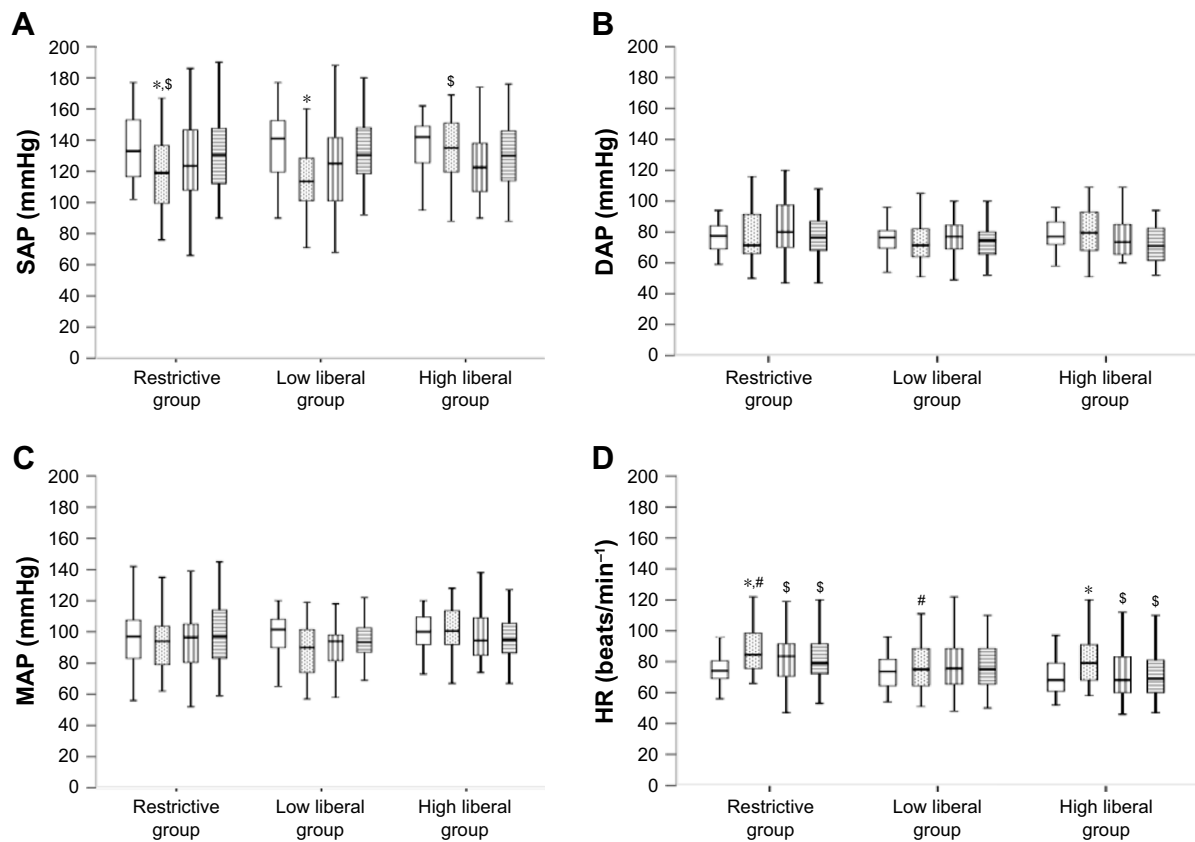 A
SAP (mmHg)
200
180
160
140
120
100
80
60
40
20
0
*,$
*
$
Restrictive
group
Low liberal
group
High liberal
group
B
DAP (mmHg)
200
180
160
140
120
100
80
60
40
20
0
Restrictive
group
Low liberal
group
High liberal
group
C
MAP (mmHg)
200
180
160
140
120
100
80
60
40
20
0
Restrictive
group
Low liberal
group
High liberal
group
D
HR (beats/min⁻¹)
200
180
160
140
120
100
80
60
40
20
0
*,#
$
$
#
*
$
$
Restrictive
group
Low liberal
group
High liberal
group